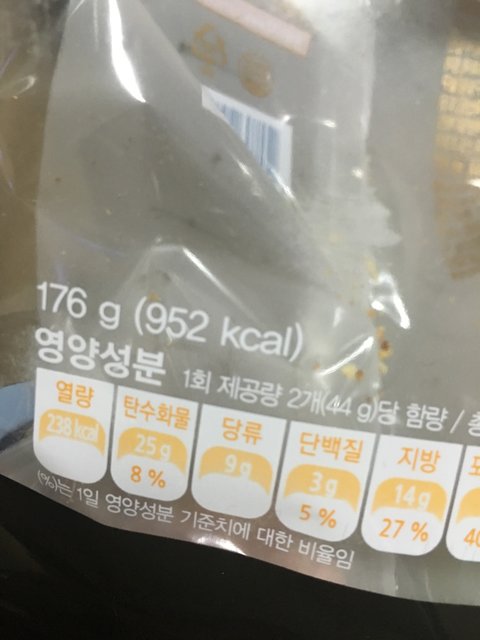 176 g (952 kcal)
영양성분 1회 제공량 2개(44 g)당 함량 /
열량 탄수화물 당류 단백질 지방
238 kcal 25 g 9 g 3 g 14 g
8 % 5 % 27 %
(%)는 1일 영양성분 기준치에 대한 비율임